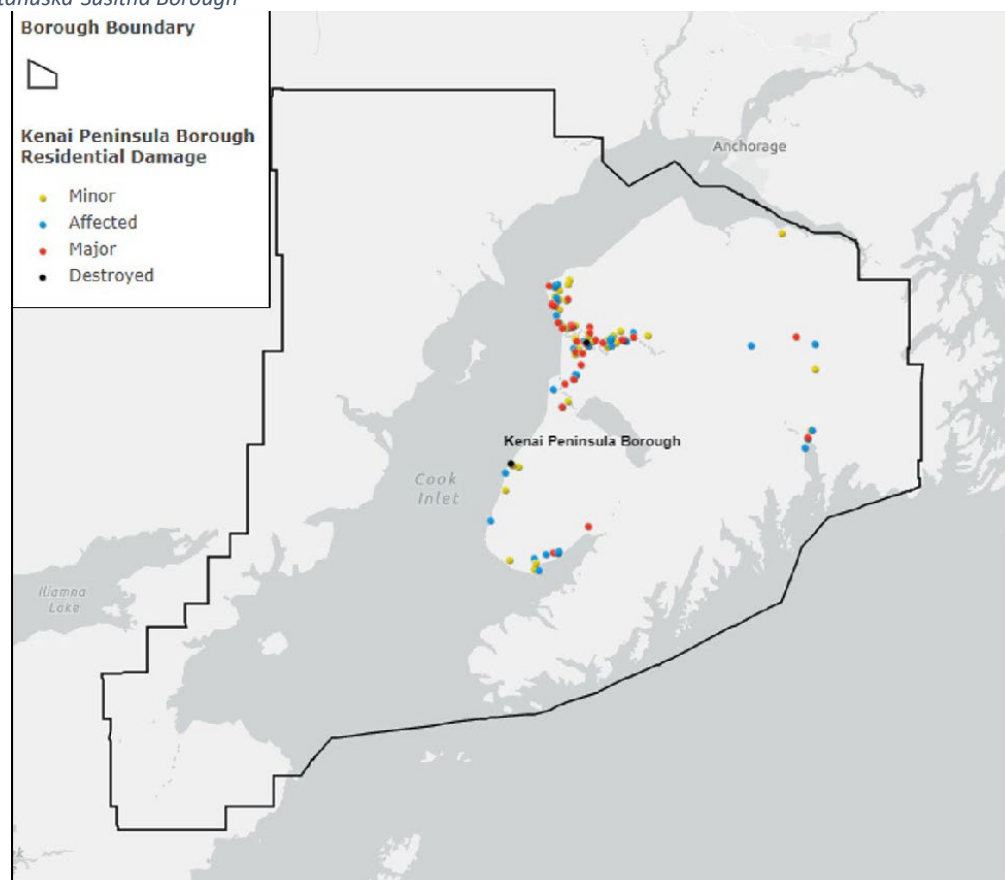 Borough
Borough Boundary
Kenai Peninsula Borough
Residential Damage
Minor
Affected
Major
Destroyed
Anchorage
Kenai Peninsula Borough
Cook
Inlet
Iliamna
Lake